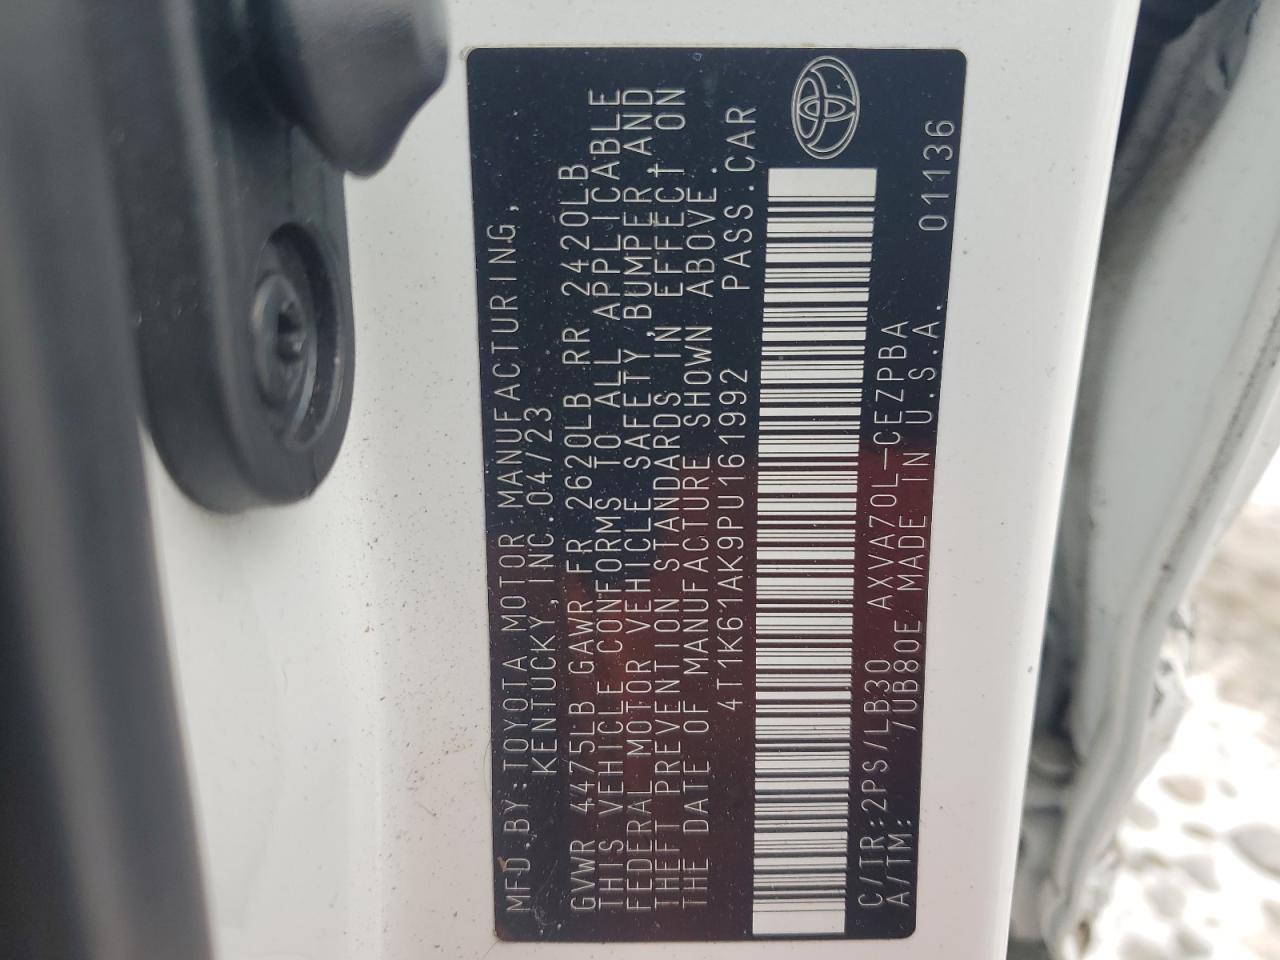 MFD.BY:TOYOTA MOTOR MANUFACTURING,
KENTUCKY,INC.04/23
GVWR 4475LB GAWR FR 2620LB RR 2420LB
THIS VEHICLE CONFORMS TO ALL APPLICABLE
FEDERAL MOTOR VEHICLE SAFETY,BUMPER,AND
THEFT PREVENTION STANDARDS IN EFFECT ON
THE DATE OF MANUFACTURE SHOWN ABOVE.
4T1K61AK9PU161992 PASS.CAR
C/TR:2PS/LB30 AXVA70L-CEZPBA
A/TM: /UB80E MADE IN U.S.A. 01136